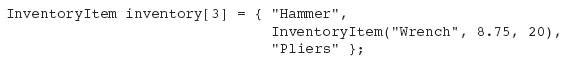 InventoryItem inventory[3] = { "Hammer",
InventoryItem("Wrench", 8.75, 20),
"Pliers" };